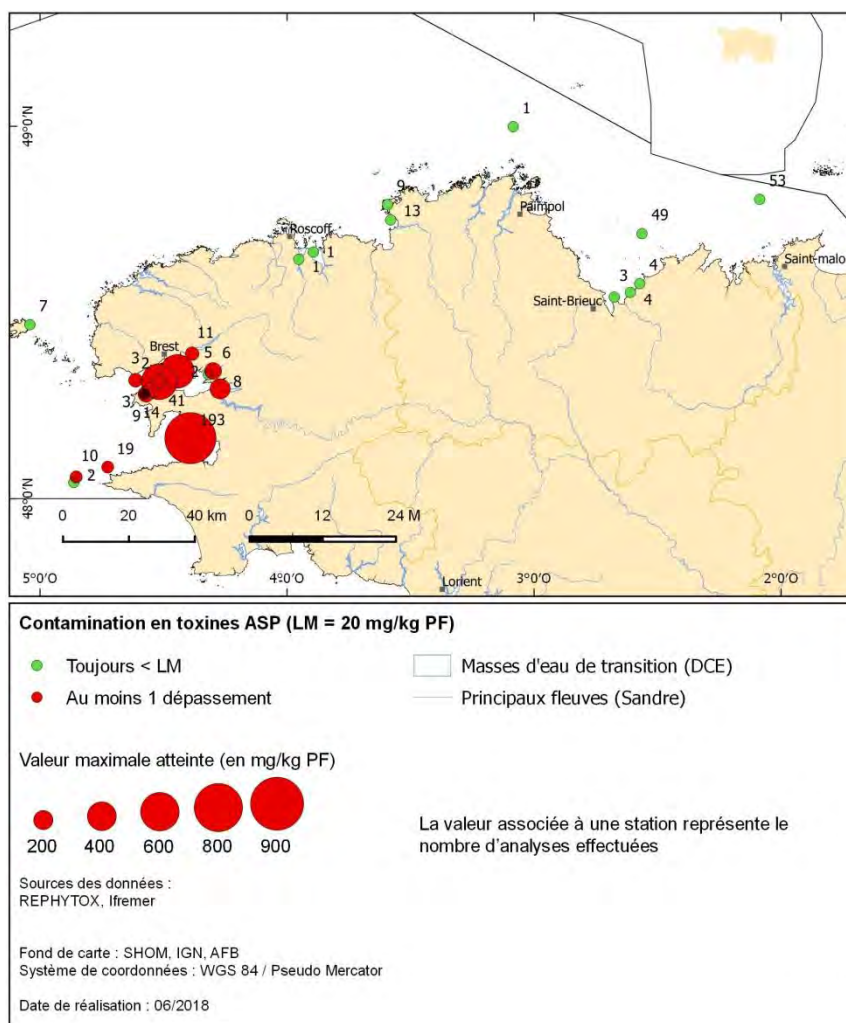 49°0'N
1
53
9
13
Paimpol
49
Roscoff
1
1
4
3
4
Saint-malo
Saint-Brieuc
7
11
Brest
5
6
3
2
2
8
3
41
9
14
193
10
19
2
48°0'N
0
20
40 km
0
12
24 M
Lorient
5°0'O
4°0'O
3°0'O
2°0'O
Contamination en toxines ASP (LM = 20 mg/kg PF)
Toujours < LM
Masses d'eau de transition (DCE)
Au moins 1 dépassement
Principaux fleuves (Sandre)
Valeur maximale atteinte (en mg/kg PF)
200 400 600 800 900
La valeur associée à une station représente le
nombre d'analyses effectuées
Sources des données :
REPHYTOX, Ifremer
Fond de carte : SHOM, IGN, AFB
Système de coordonnées : WGS 84 / Pseudo Mercator
Date de réalisation : 06/2018